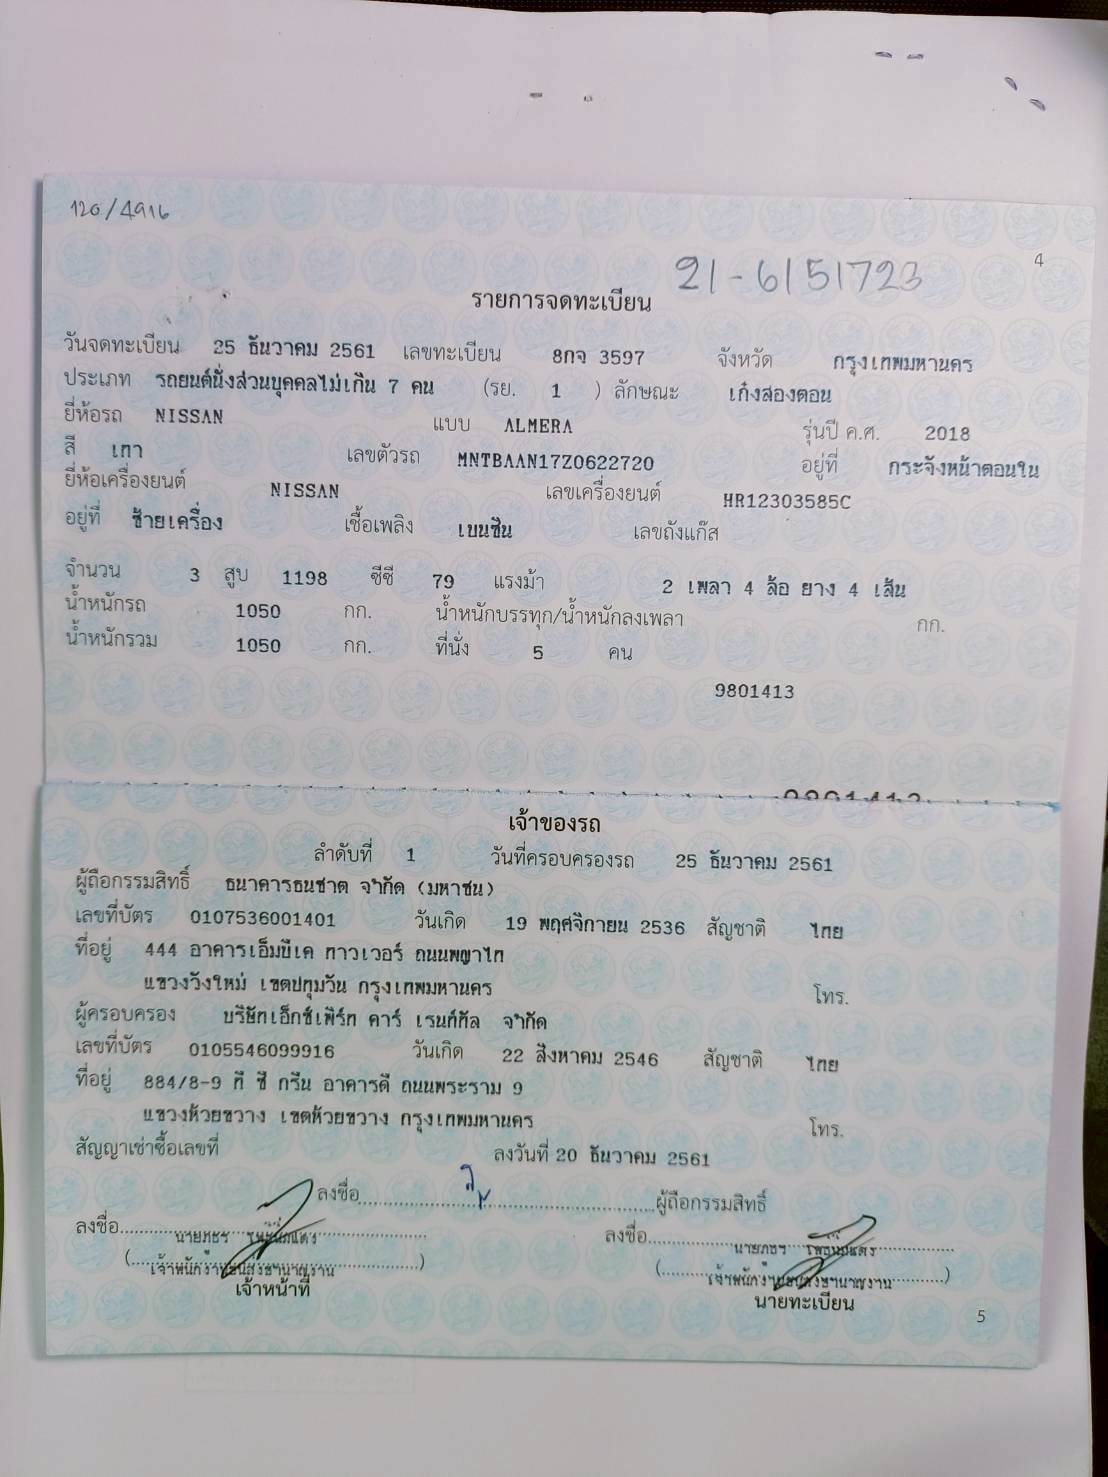 120/4916
4
21-6151723
รายการจดทะเบียน
วันจดทะเบียน 25 ธันวาคม 2561 เลขทะเบียน 8กจ 3597 จังหวัด กรุงเทพมหานคร
ประเภท รถยนต์นั่งส่วนบุคคลไม่เกิน 7 คน (รย. 1 ) ลักษณะ เก๋งสองตอน
ยี่ห้อรถ NISSAN แบบ ALMERA รุ่นปี ค.ศ. 2018
สี เทา เลขตัวรถ MNTBAAN17Z0622720 อยู่ที่ กระจังหน้าตอนใน
ยี่ห้อเครื่องยนต์ NISSAN เลขเครื่องยนต์ HR12303585C
อยู่ที่ ซ้ายเครื่อง เชื้อเพลิง เบนซิน เลขถังแก๊ส
จำนวน 3 สูบ 1198 ซีซี 79 แรงม้า 2 เพลา 4 ล้อ ยาง 4 เส้น
น้ำหนักรถ 1050 กก. น้ำหนักบรรทุก/น้ำหนักลงเพลา กก.
น้ำหนักรวม 1050 กก. ที่นั่ง 5 คน
9801413
9801413
เจ้าของรถ
ลำดับที่ 1 วันที่ครอบครองรถ 25 ธันวาคม 2561
ผู้ถือกรรมสิทธิ์ ธนาคารธนชาต จำกัด (มหาชน)
เลขที่บัตร 0107536001401 วันเกิด 19 พฤศจิกายน 2536 สัญชาติ ไทย
ที่อยู่ 444 อาคารเอ็มบีเค ทาวเวอร์ ถนนพญาไท
แขวงวังใหม่ เขตปทุมวัน กรุงเทพมหานคร โทร.
ผู้ครอบครอง บริษัทเอ็กซ์เพิร์ท คาร์ เรนท์ทัล จำกัด
เลขที่บัตร 0105546099916 วันเกิด 22 สิงหาคม 2546 สัญชาติ ไทย
ที่อยู่ 884/8-9 ที ซี กรีน อาคารดี ถนนพระราม 9
แขวงห้วยขวาง เขตห้วยขวาง กรุงเทพมหานคร โทร.
สัญญาเช่าซื้อเลขที่ ลงวันที่ 20 ธันวาคม 2561
ลงชื่อ ผู้ถือกรรมสิทธิ์
ลงชื่อ ลงชื่อ
เจ้าหน้าที่ นายทะเบียน
5